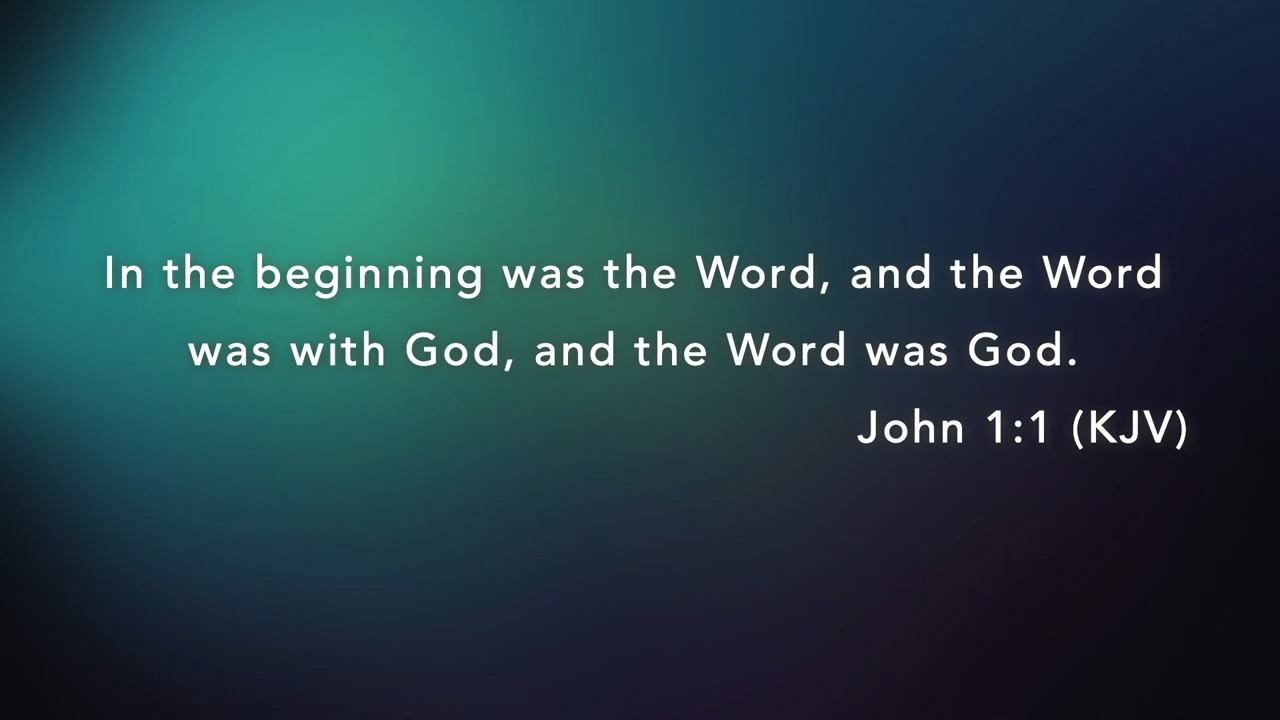 In the beginning was the Word, and the Word
was with God, and the Word was God.
John 1:1 (KJV)